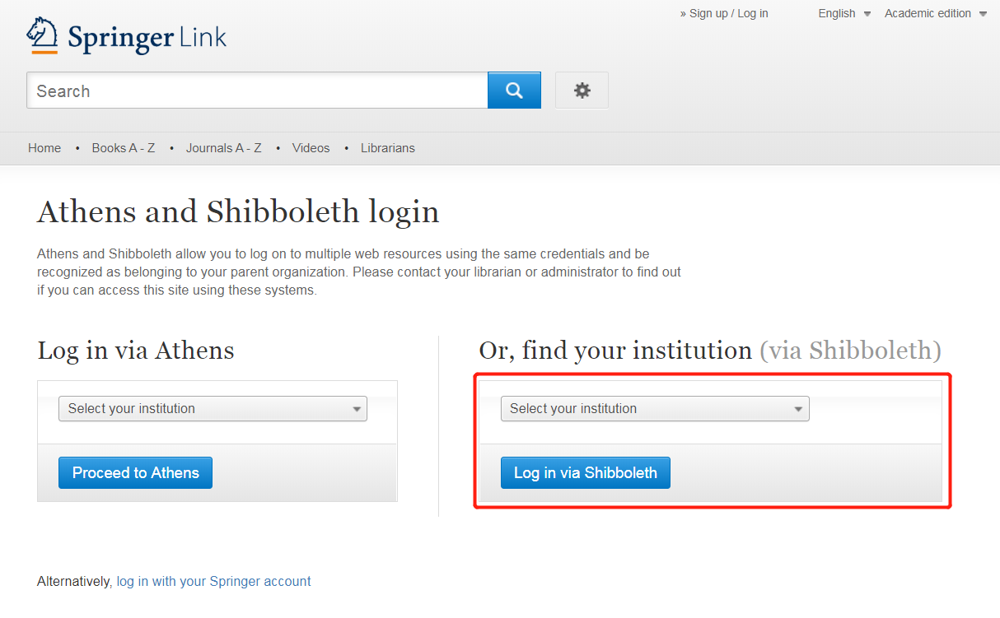 » Sign up / Log in English Academic edition
Springer Link
Search
Home • Books A - Z • Journals A - Z • Videos • Librarians
Athens and Shibboleth login
Athens and Shibboleth allow you to log on to multiple web resources using the same credentials and be
recognized as belonging to your parent organization. Please contact your librarian or administrator to find out
if you can access this site using these systems.
Log in via Athens
Select your institution
Proceed to Athens
Or, find your institution (via Shibboleth)
Select your institution
Log in via Shibboleth
Alternatively, log in with your Springer account